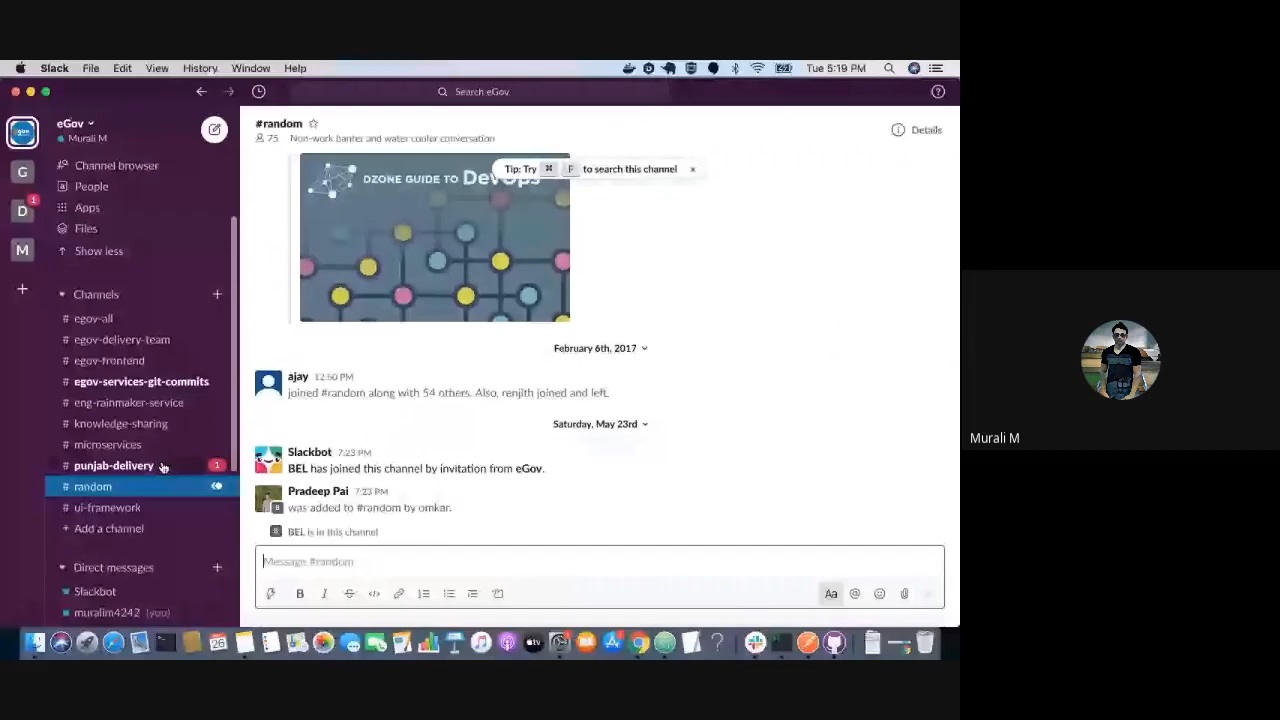 Slack File Edit View History Window Help
Tue 5:19 PM
Search eGov
eGov
Murali M
Channel browser
People
Apps
Files
Show less
G
D 1
M
Channels
# egov-all
# egov-delivery-team
# egov-frontend
# egov-services-git-commits
# eng-rainmaker-service
# knowledge-sharing
# microservices
# punjab-delivery 1
# random
# ui-framework
+ Add a channel
Direct messages
Slackbot
muralim4242 (you)
#random
75 Non-work banter and water cooler conversation
Details
Tip: Try ⌘ F to search this channel ×
DZONE GUIDE TO DevOps
February 6th, 2017
ajay 12:50 PM
joined #random along with 54 others. Also, renjith joined and left.
Saturday, May 23rd
Slackbot 7:23 PM
BEL has joined this channel by invitation from eGov.
Pradeep Pai 7:23 PM
was added to #random by omkar.
BEL is in this channel
Message #random
B I Aa @
Murali M